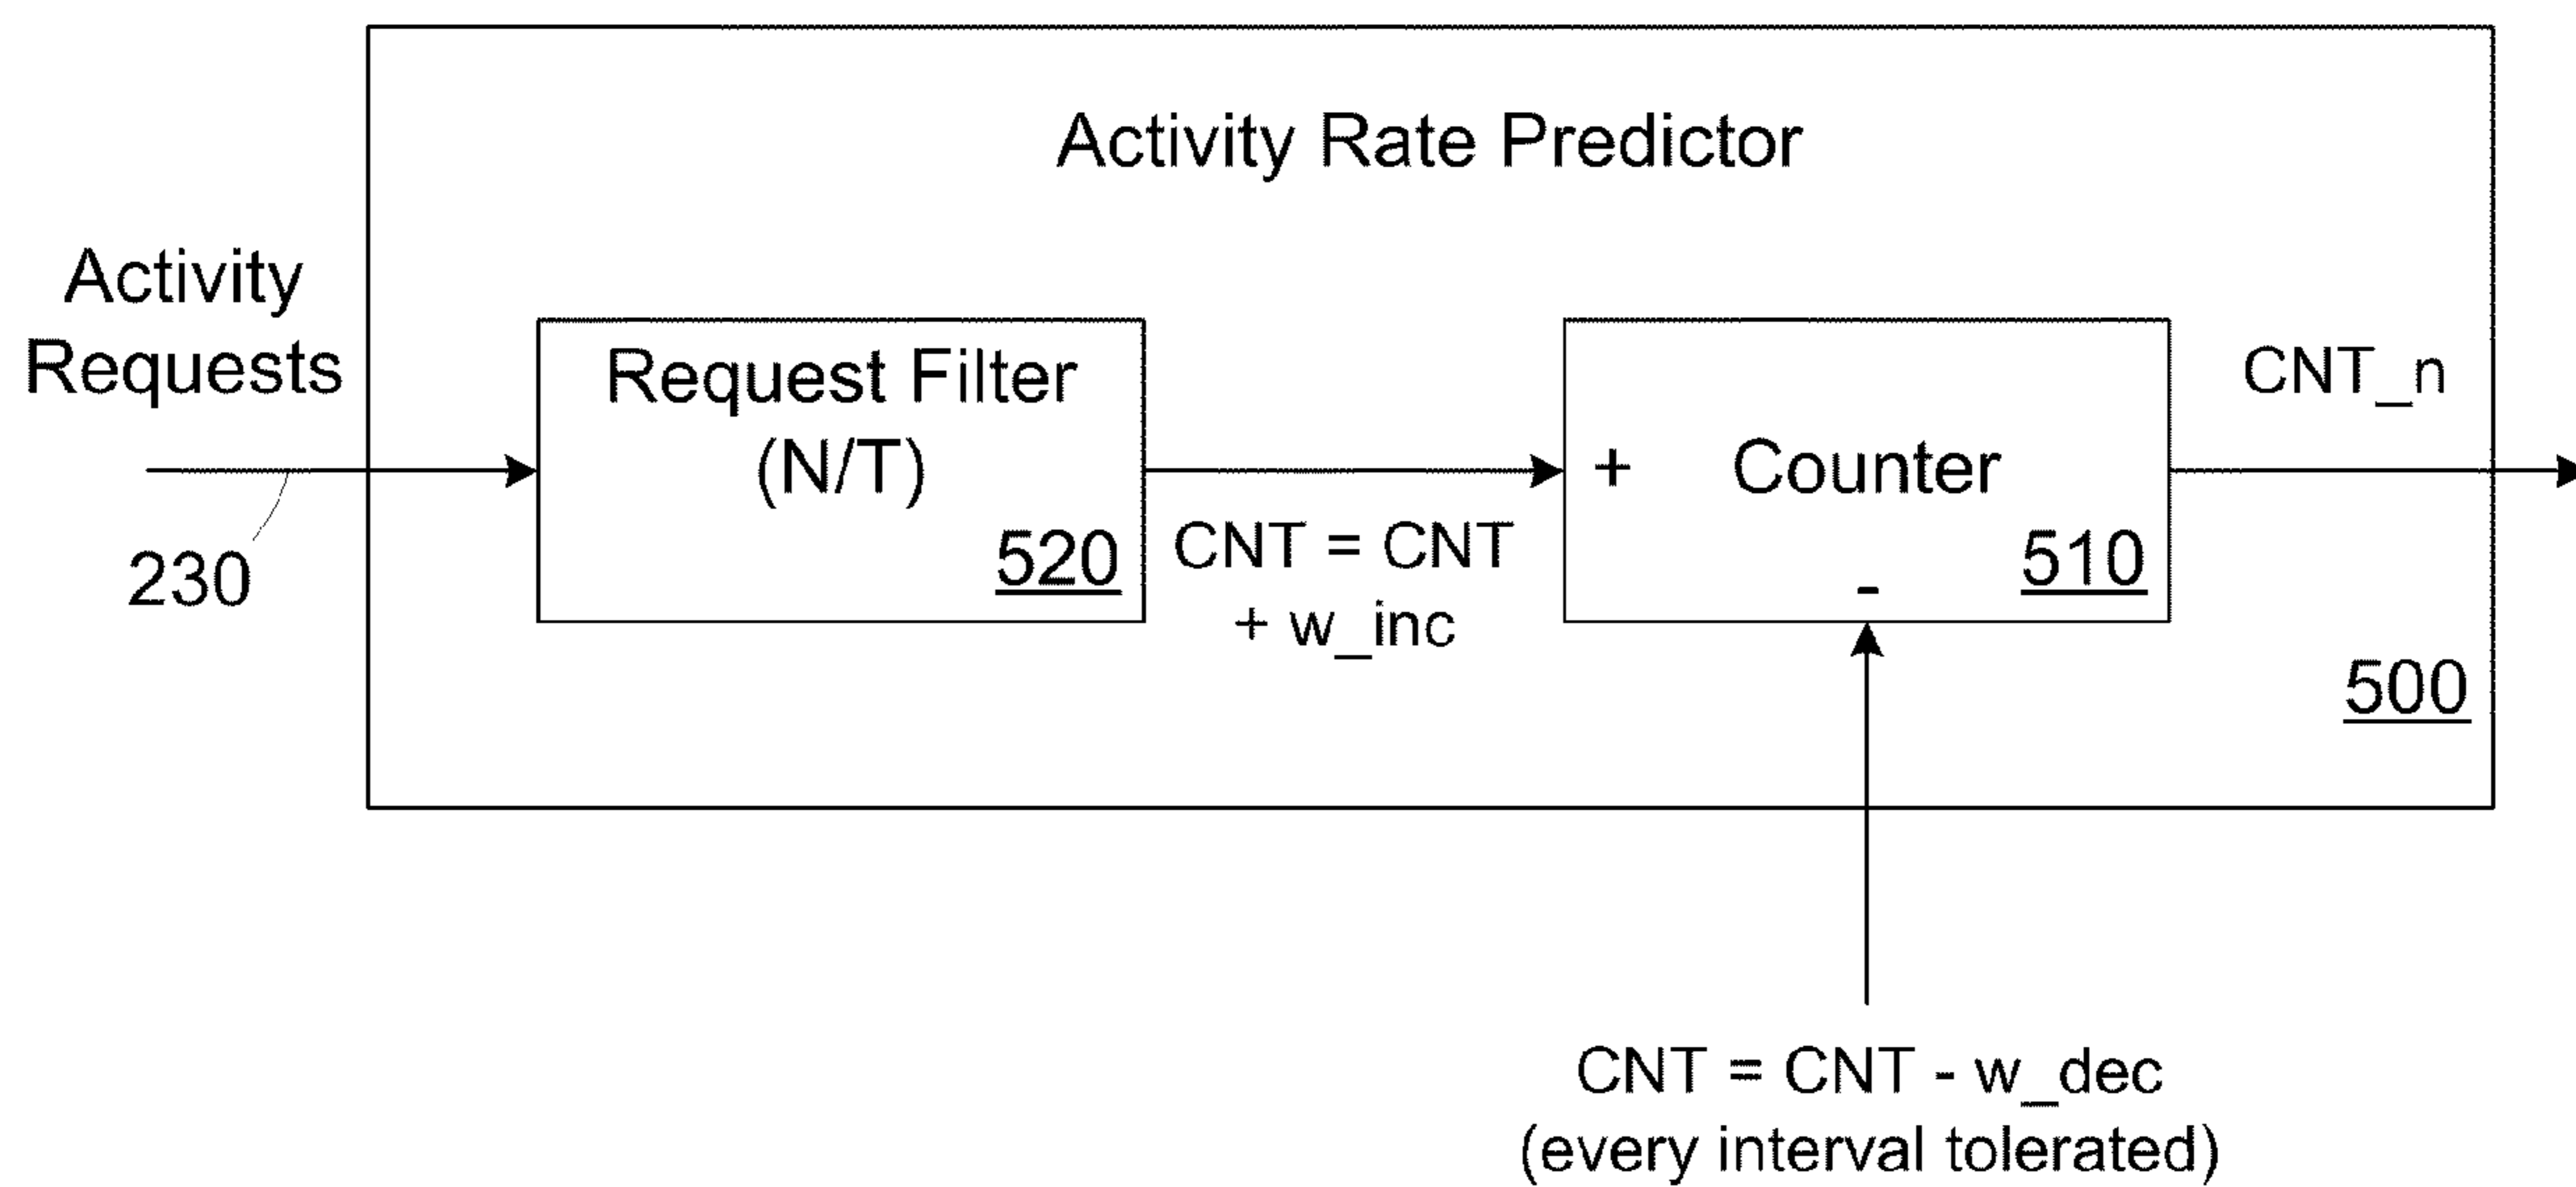 Activity Rate Predictor
Activity
Requests
230
Request Filter
(N/T)
520
CNT = CNT
+ w_inc
+
Counter
-
510
CNT_n
500
CNT = CNT - w_dec
(every interval tolerated)